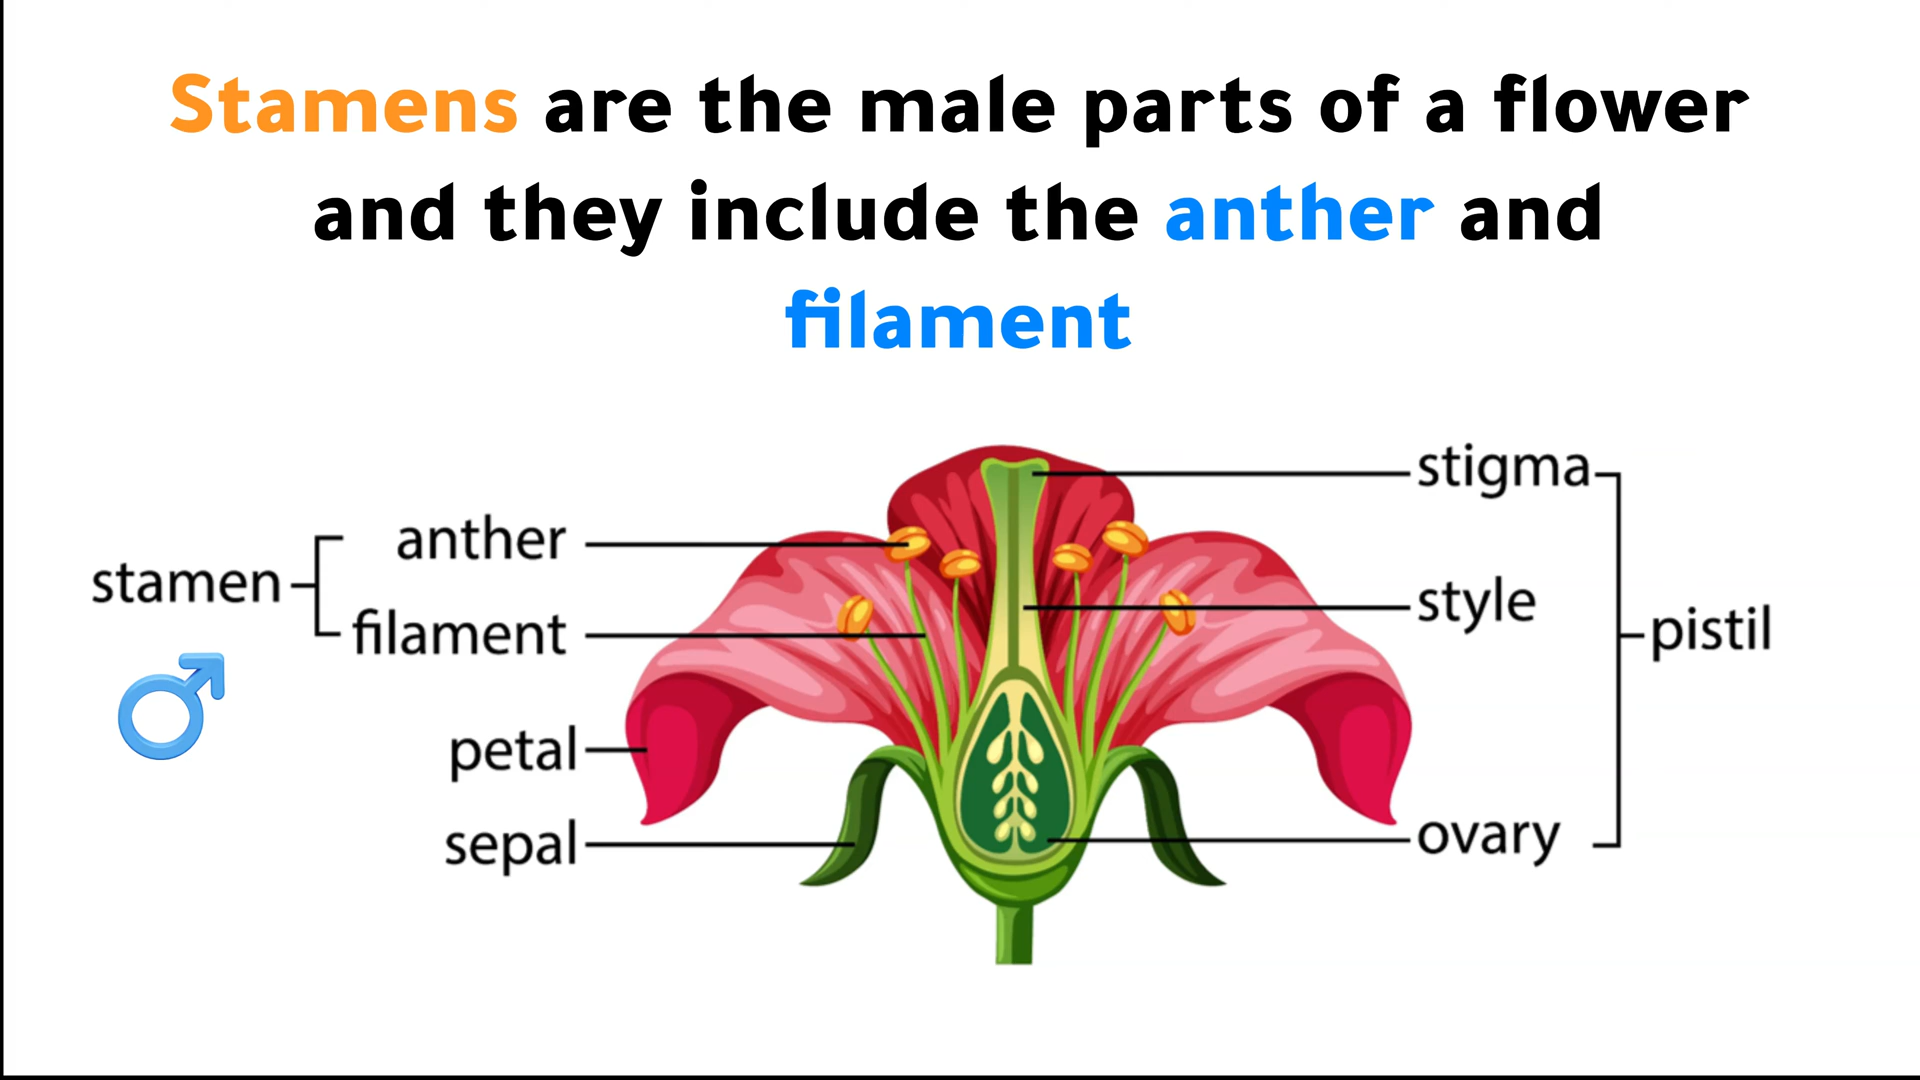 Stamens are the male parts of a flower
and they include the anther and
filament
stigma
anther
stamen
style
filament
pistil
petal
ovary
sepal